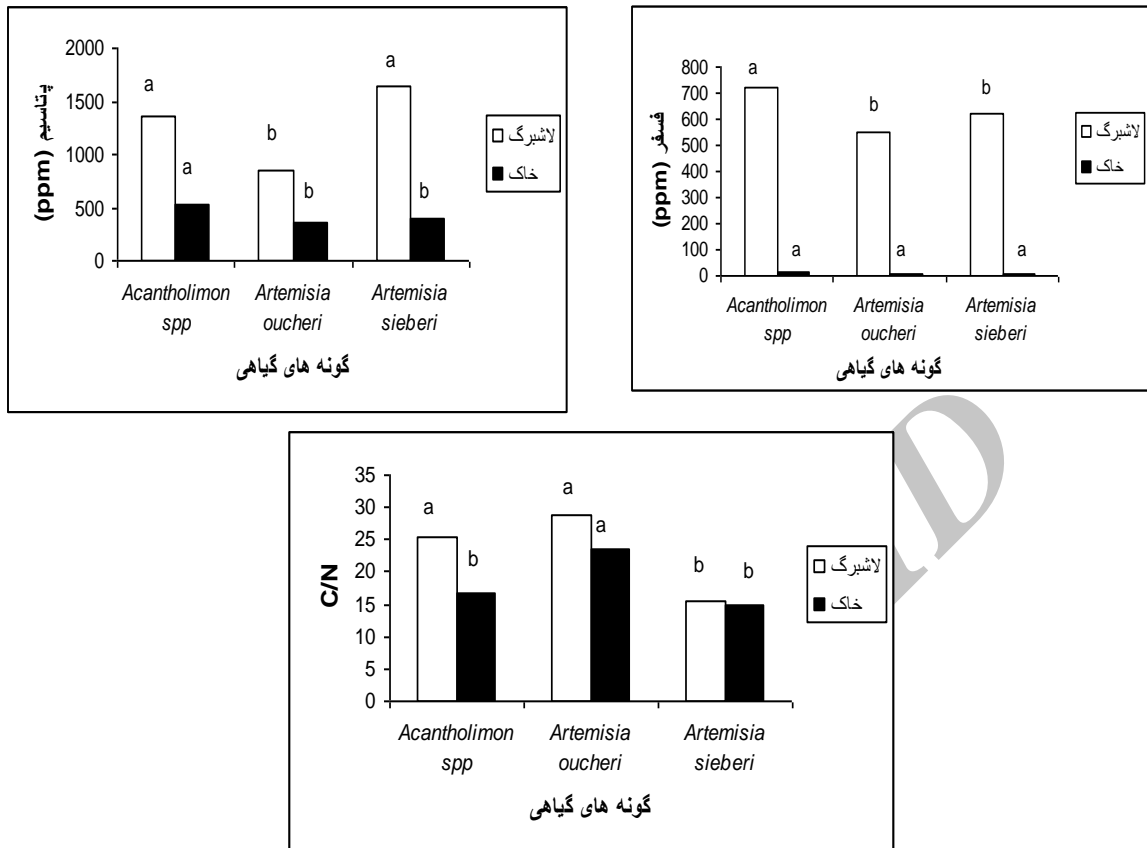 پتاسیم (ppm)
2000
1500
1000
500
0
a
a
b
b
a
b
لاشبرگ
خاک
Acantholimon spp
Artemisia oucheri
Artemisia sieberi
گونه های گیاهی
فسفر (ppm)
800
700
600
500
400
300
200
100
0
a
a
b
a
b
a
لاشبرگ
خاک
Acantholimon spp
Artemisia oucheri
Artemisia sieberi
گونه های گیاهی
C/N
35
30
25
20
15
10
5
0
a
b
a
a
b
b
لاشبرگ
خاک
Acantholimon spp
Artemisia oucheri
Artemisia sieberi
گونه های گیاهی